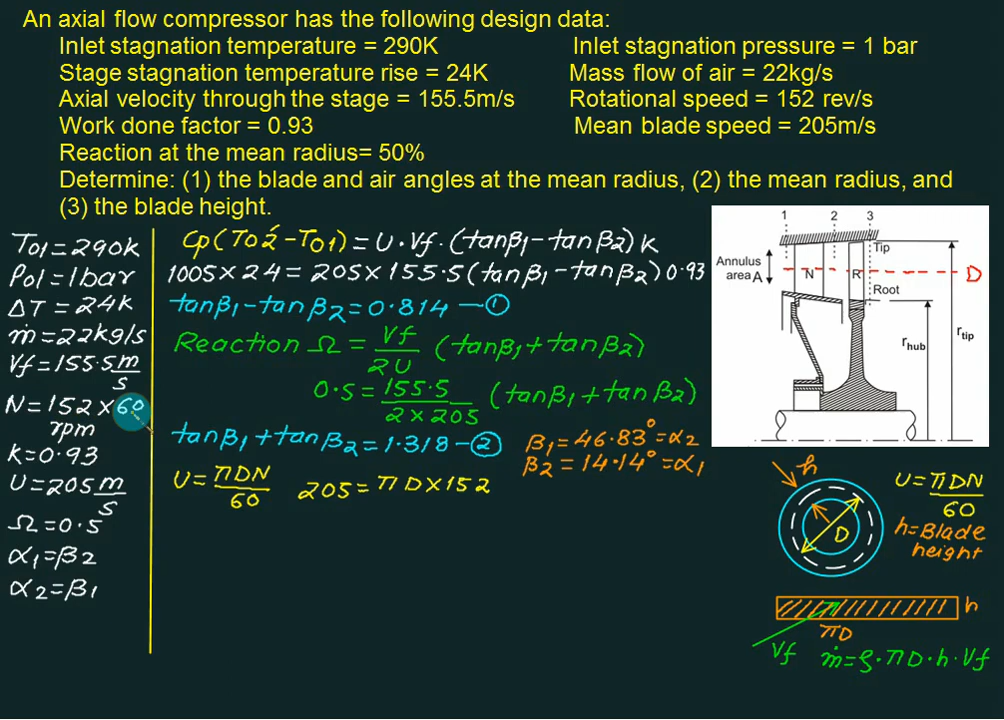 An axial flow compressor has the following design data:
Inlet stagnation temperature = 290K Inlet stagnation pressure = 1 bar
Stage stagnation temperature rise = 24K Mass flow of air = 22kg/s
Axial velocity through the stage = 155.5m/s Rotational speed = 152 rev/s
Work done factor = 0.93 Mean blade speed = 205m/s
Reaction at the mean radius= 50%
Determine: (1) the blade and air angles at the mean radius, (2) the mean radius, and
(3) the blade height.
To1=290K
Po1=1bar
ΔT=24K
ṁ=22kg/s
Vf=155.5 m/s
N=152×60
rpm
K=0.93
U=205 m/s
Ω=0.5
α1=β2
α2=β1
Cp(To2'-To1)=U·Vf·(tanβ1-tanβ2)K
1005×24=205×155.5(tanβ1-tanβ2)0.93
tanβ1-tanβ2=0.814—①
Reaction Ω=Vf/2U (tanβ1+tanβ2)
0.5=155.5/2×205 (tanβ1+tanβ2)
tanβ1+tanβ2=1.318—②
β1=46.83°=α2
β2=14.14°=α1
U=πDN/60 205=πD×152
1 2 3
Tip
Annulus
area A
N R
D
Root
r hub
r tip
h
U=πDN/60
D
h=Blade
height
h
πD
Vf ṁ=ϱ·πD·h·Vf